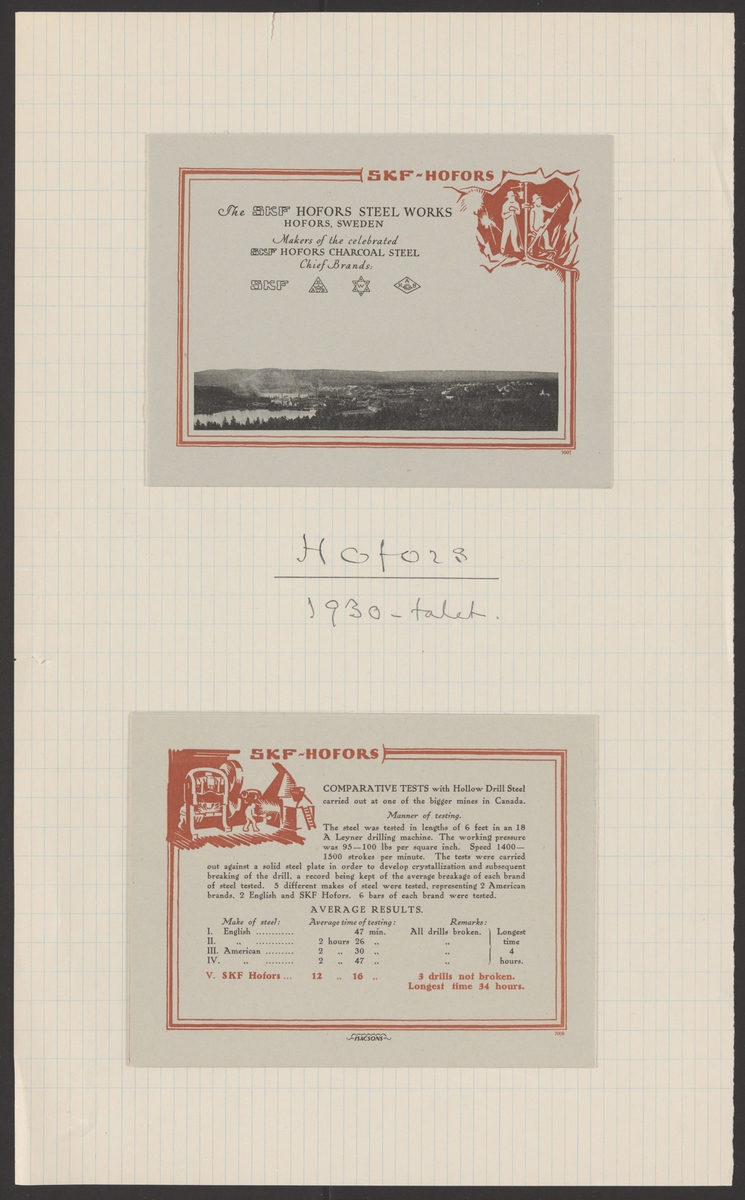 SKF-HOFORS
The SKF HOFORS STEEL WORKS
HOFORS, SWEDEN
Makers of the celebrated
SKF HOFORS CHARCOAL STEEL
Chief Brands:
SKF
Hofors
1930-talet.
SKF-HOFORS
COMPARATIVE TESTS with Hollow Drill Steel
carried out at one of the bigger mines in Canada.
Manner of testing.
The steel was tested in lengths of 6 feet in an 18
A Leyner drilling machine. The working pressure
was 95—100 lbs per square inch. Speed 1400—
1500 strokes per minute. The tests were carried
out against a solid steel plate in order to develop crystallization and subsequent
breaking of the drill, a record being kept of the average breakage of each brand
of steel tested. 5 different makes of steel were tested, representing 2 American
brands, 2 English and SKF Hofors. 6 bars of each brand were tested.
AVERAGE RESULTS.
Make of steel: Average time of testing: Remarks:
I. English ............ 47 min. All drills broken. Longest
II. „ ............ 2 hours 26 „ „ time
III. American ......... 2 „ 30 „ „ 4
IV. „ ......... 2 „ 47 „ „ hours.
V. SKF Hofors ... 12 „ 16 „ 3 drills not broken.
Longest time 34 hours.
ISACSONS